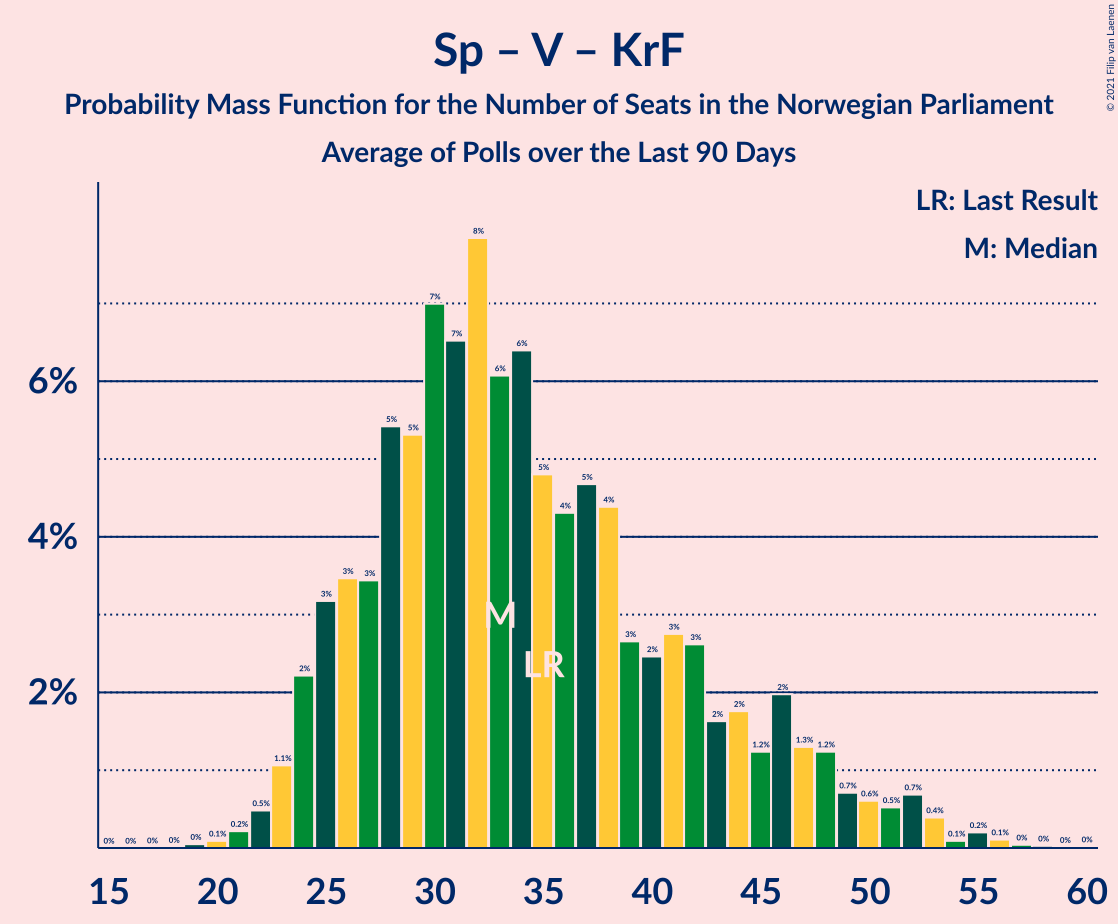 Sp – V – KrF
Probability Mass Function for the Number of Seats in the Norwegian Parliament
Average of Polls over the Last 90 Days
© 2021 Filip van Laenen
LR: Last Result
M: Median
6%
4%
2%
0% 0% 0% 0% 0% 0.1% 0.2% 0.5% 1.1% 2% 3% 3% 3% 5% 5% 7% 7% 8% 6% 6% 5% 4% 5% 4% 3% 2% 3% 3% 2% 2% 1.2% 2% 1.3% 1.2% 0.7% 0.6% 0.5% 0.7% 0.4% 0.1% 0.2% 0.1% 0% 0% 0% 0%
M
LR
15 20 25 30 35 40 45 50 55 60